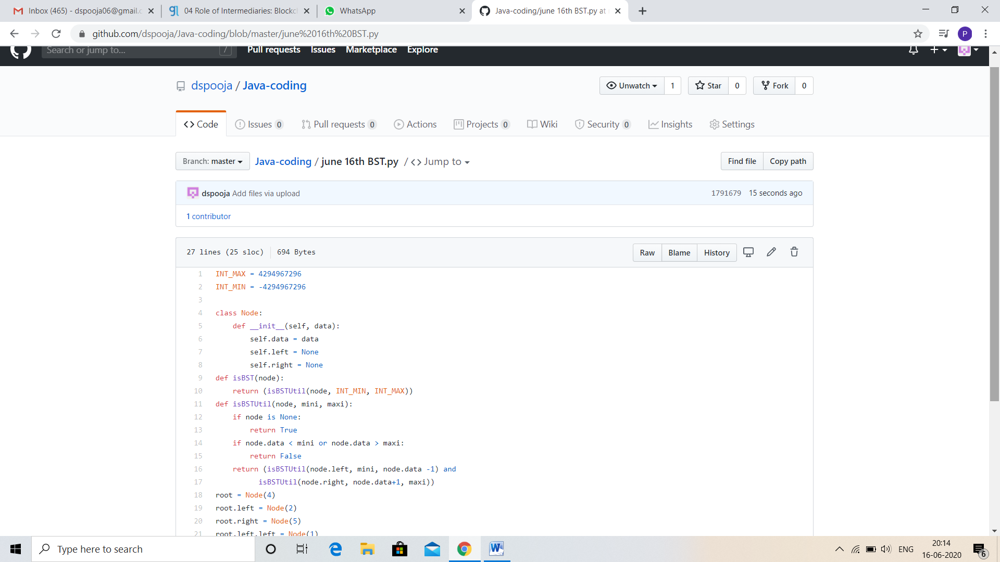 Inbox (465) - dspooja06@gmail.c
04 Role of Intermediaries: Blockc
WhatsApp
Java-coding/june 16th BST.py at
github.com/dspooja/Java-coding/blob/master/june%2016th%20BST.py
P
Search or jump to...
/
Pull requests Issues Marketplace Explore
dspooja / Java-coding
Unwatch 1 Star 0 Fork 0
Code Issues 0 Pull requests 0 Actions Projects 0 Wiki Security 0 Insights Settings
Branch: master Java-coding / june 16th BST.py / <> Jump to
Find file Copy path
dspooja Add files via upload 1791679 15 seconds ago
1 contributor
27 lines (25 sloc) 694 Bytes Raw Blame History
1 INT_MAX = 4294967296
2 INT_MIN = -4294967296
3
4 class Node:
5 def __init__(self, data):
6 self.data = data
7 self.left = None
8 self.right = None
9 def isBST(node):
10 return (isBSTUtil(node, INT_MIN, INT_MAX))
11 def isBSTUtil(node, mini, maxi):
12 if node is None:
13 return True
14 if node.data < mini or node.data > maxi:
15 return False
16 return (isBSTUtil(node.left, mini, node.data -1) and
17 isBSTUtil(node.right, node.data+1, maxi))
18 root = Node(4)
19 root.left = Node(2)
20 root.right = Node(5)
21 root.left.left = Node(1)
Type here to search
ENG
20:14
16-06-2020
6